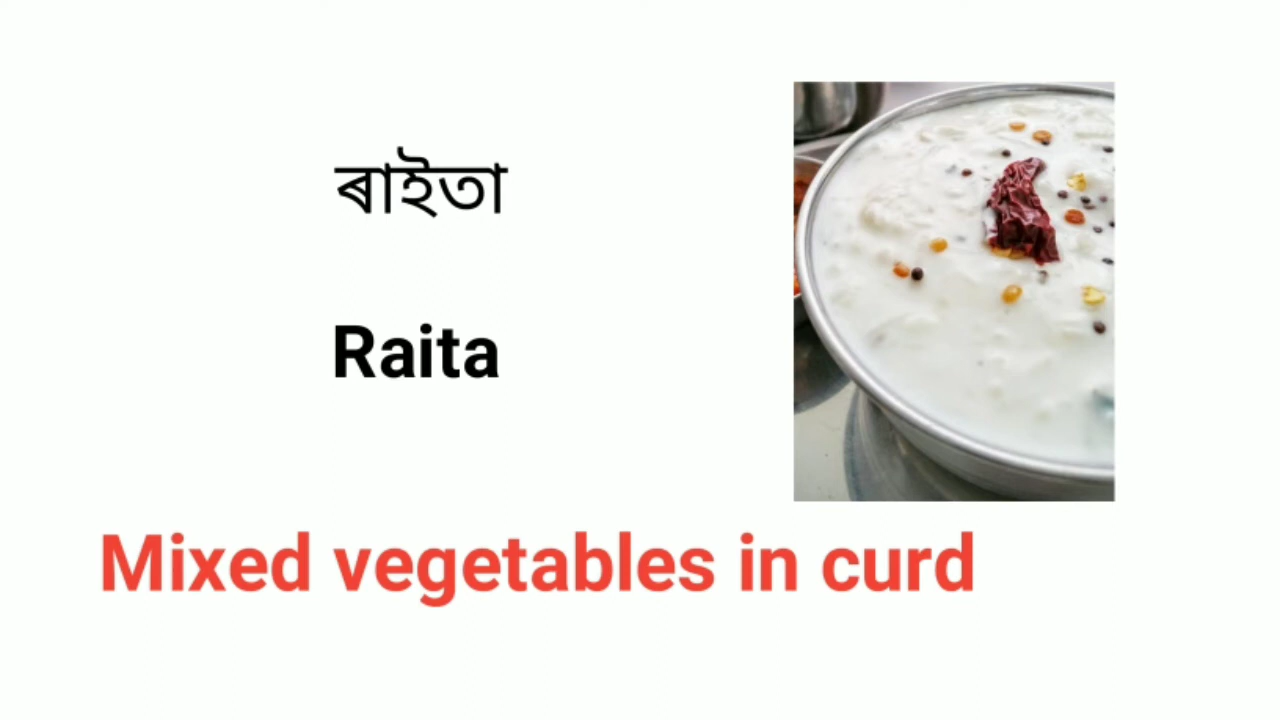 ৰাইতা
Raita
Mixed vegetables in curd